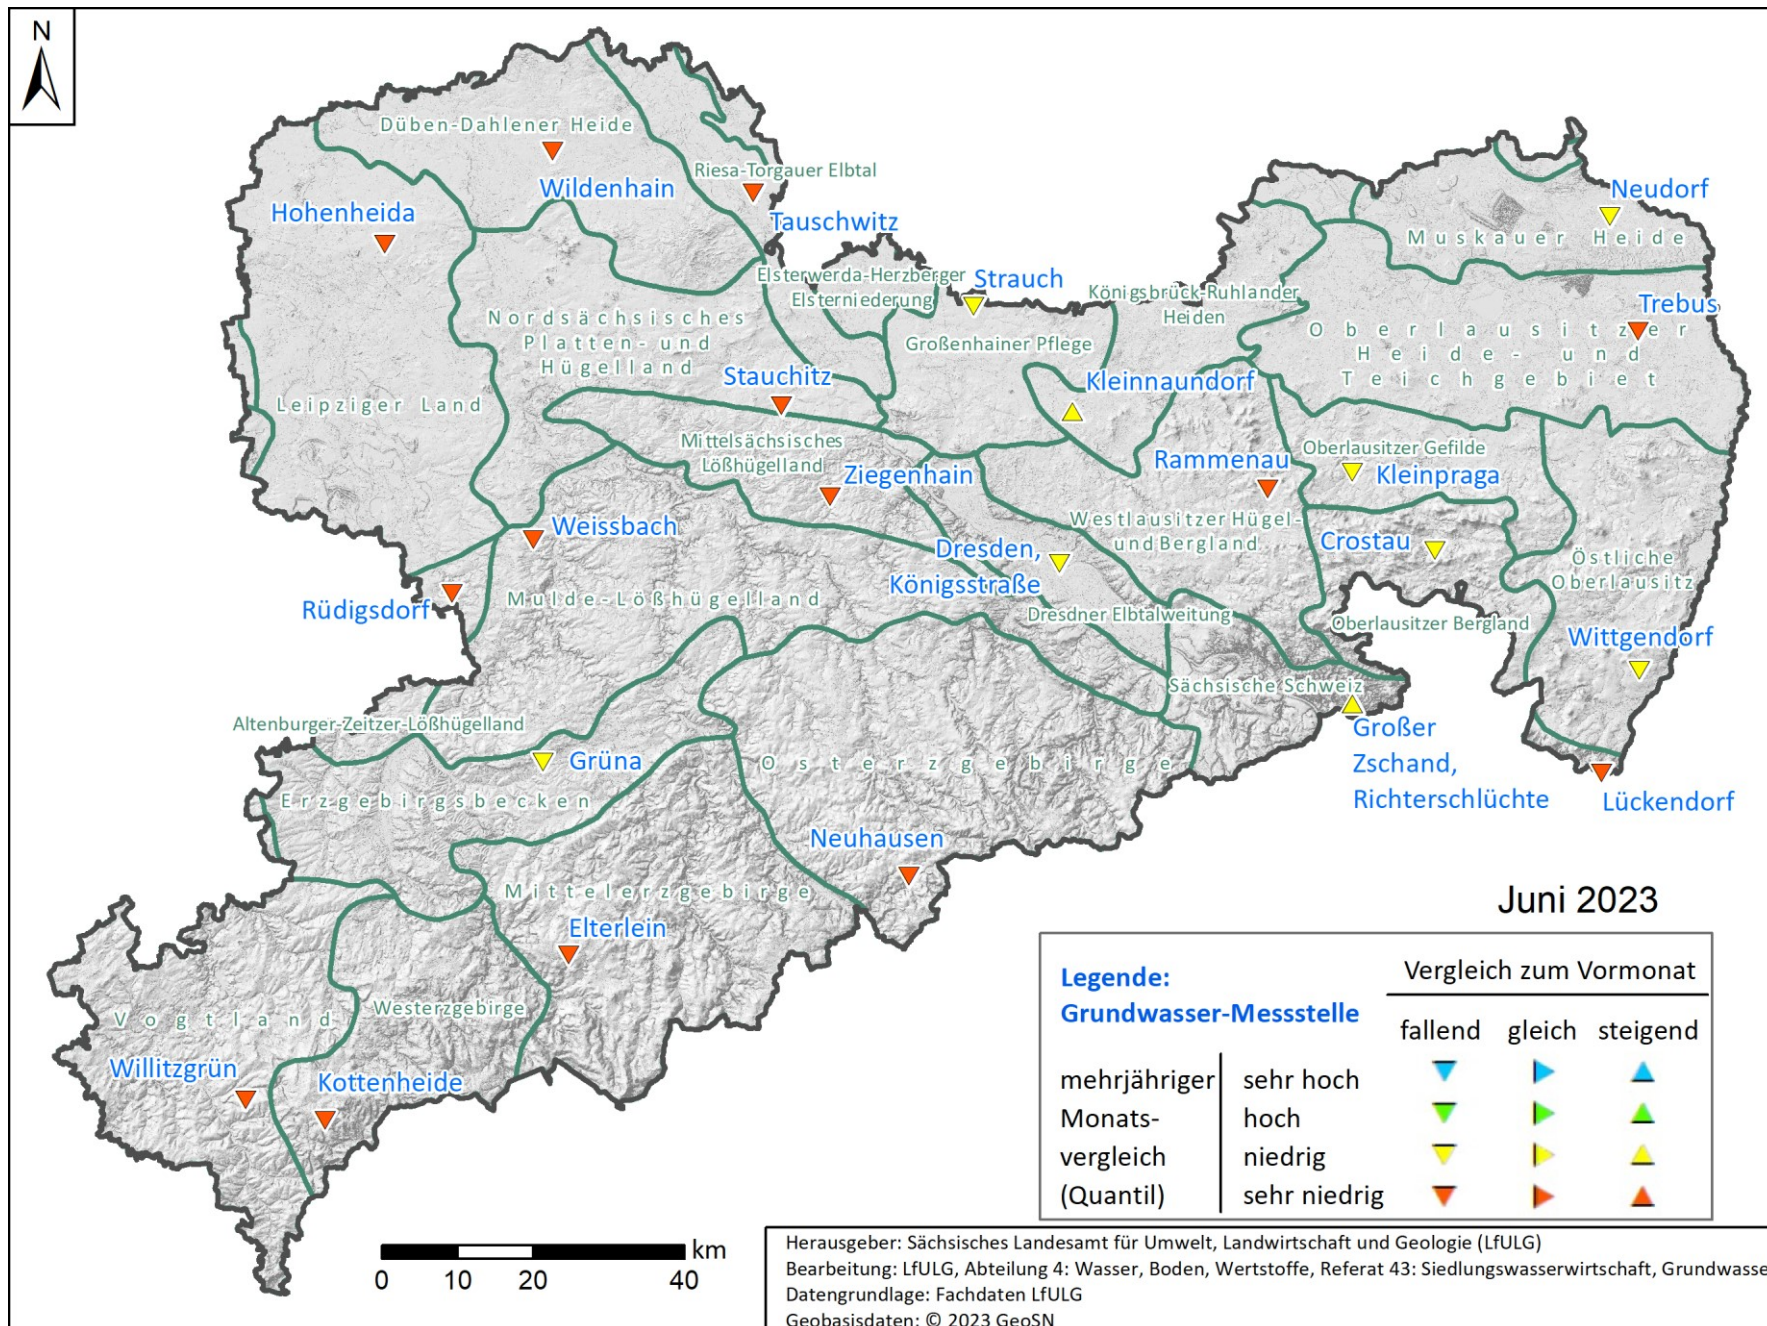 N
Düben-Dahlener Heide
Wildenhain
Riesa-Torgauer Elbtal
Tauschwitz
Hohenheida
Neudorf
Muskauer Heide
Elsterwerda-Herzberger
Elsterniederung
Strauch
Königsbrück-Ruhlander
Heiden
Trebus
Oberlausitzer
Heide- und
Teichgebiet
Nordsächsisches
Platten- und
Hügelland
Großenhainer Pflege
Stauchitz
Kleinnaundorf
Leipziger Land
Mittelsächsisches
Lößhügelland
Ziegenhain
Rammenau
Oberlausitzer Gefilde
Kleinpraga
Weissbach
Westlausitzer Hügel-
und Bergland
Crostau
Dresden,
Königsstraße
Östliche
Oberlausitz
Rüdigsdorf
Mulde-Lößhügelland
Dresdner Elbtalweitung
Oberlausitzer Bergland
Wittgendorf
Sächsische Schweiz
Altenburger-Zeitzer-Lößhügelland
Großer
Zschand,
Richterschlüchte
Grüna
Osterzgebirge
Lückendorf
Erzgebirgsbecken
Neuhausen
Mittelerzgebirge
Elterlein
Westerzgebirge
Vogtland
Willitzgrün
Kottenheide
Juni 2023
Legende:
Grundwasser-Messstelle
Vergleich zum Vormonat
fallend gleich steigend
mehrjähriger sehr hoch
Monats- hoch
vergleich niedrig
(Quantil) sehr niedrig
km
0 10 20 40
Herausgeber: Sächsisches Landesamt für Umwelt, Landwirtschaft und Geologie (LfULG)
Bearbeitung: LfULG, Abteilung 4: Wasser, Boden, Wertstoffe, Referat 43: Siedlungswasserwirtschaft, Grundwasse
Datengrundlage: Fachdaten LfULG
Geobasisdaten: © 2023 GeoSN